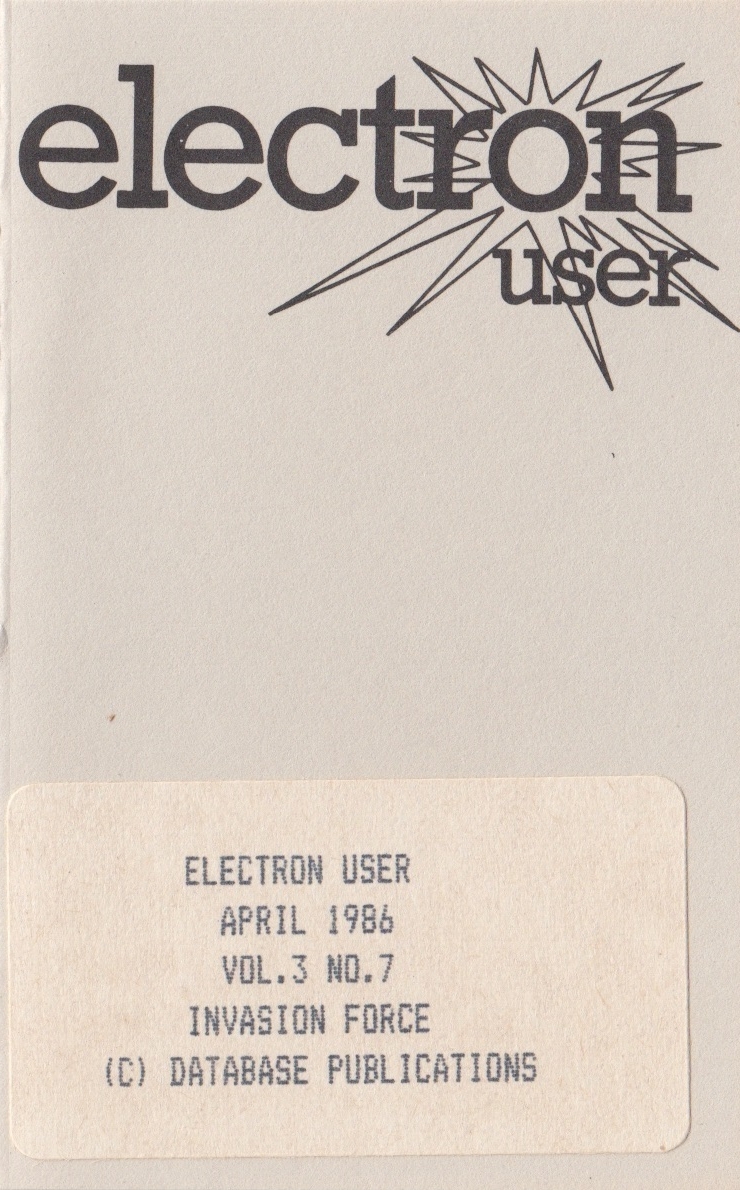 electron
user
ELECTRON USER
APRIL 1986
VOL.3 NO.7
INVASION FORCE
(C) DATABASE PUBLICATIONS